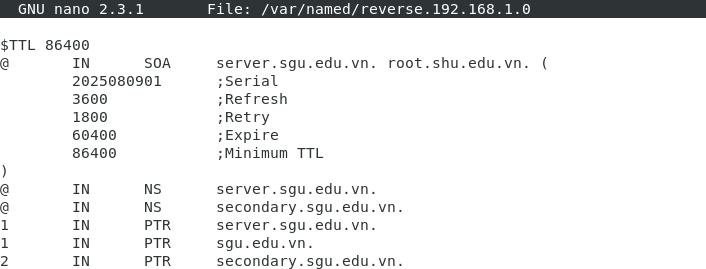 GNU nano 2.3.1 File: /var/named/reverse.192.168.1.0
$TTL 86400
@ IN SOA server.sgu.edu.vn. root.shu.edu.vn. (
2025080901 ;Serial
3600 ;Refresh
1800 ;Retry
60400 ;Expire
86400 ;Minimum TTL
)
@ IN NS server.sgu.edu.vn.
@ IN NS secondary.sgu.edu.vn.
1 IN PTR server.sgu.edu.vn.
1 IN PTR sgu.edu.vn.
2 IN PTR secondary.sgu.edu.vn.